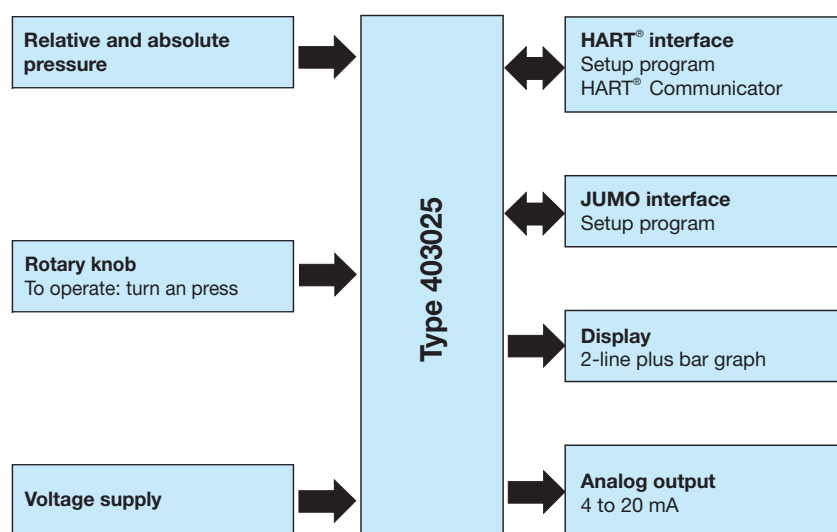 Relative and absolute
pressure
Rotary knob
To operate: turn an press
Voltage supply
Type 403025
HART® interface
Setup program
HART® Communicator
JUMO interface
Setup program
Display
2-line plus bar graph
Analog output
4 to 20 mA